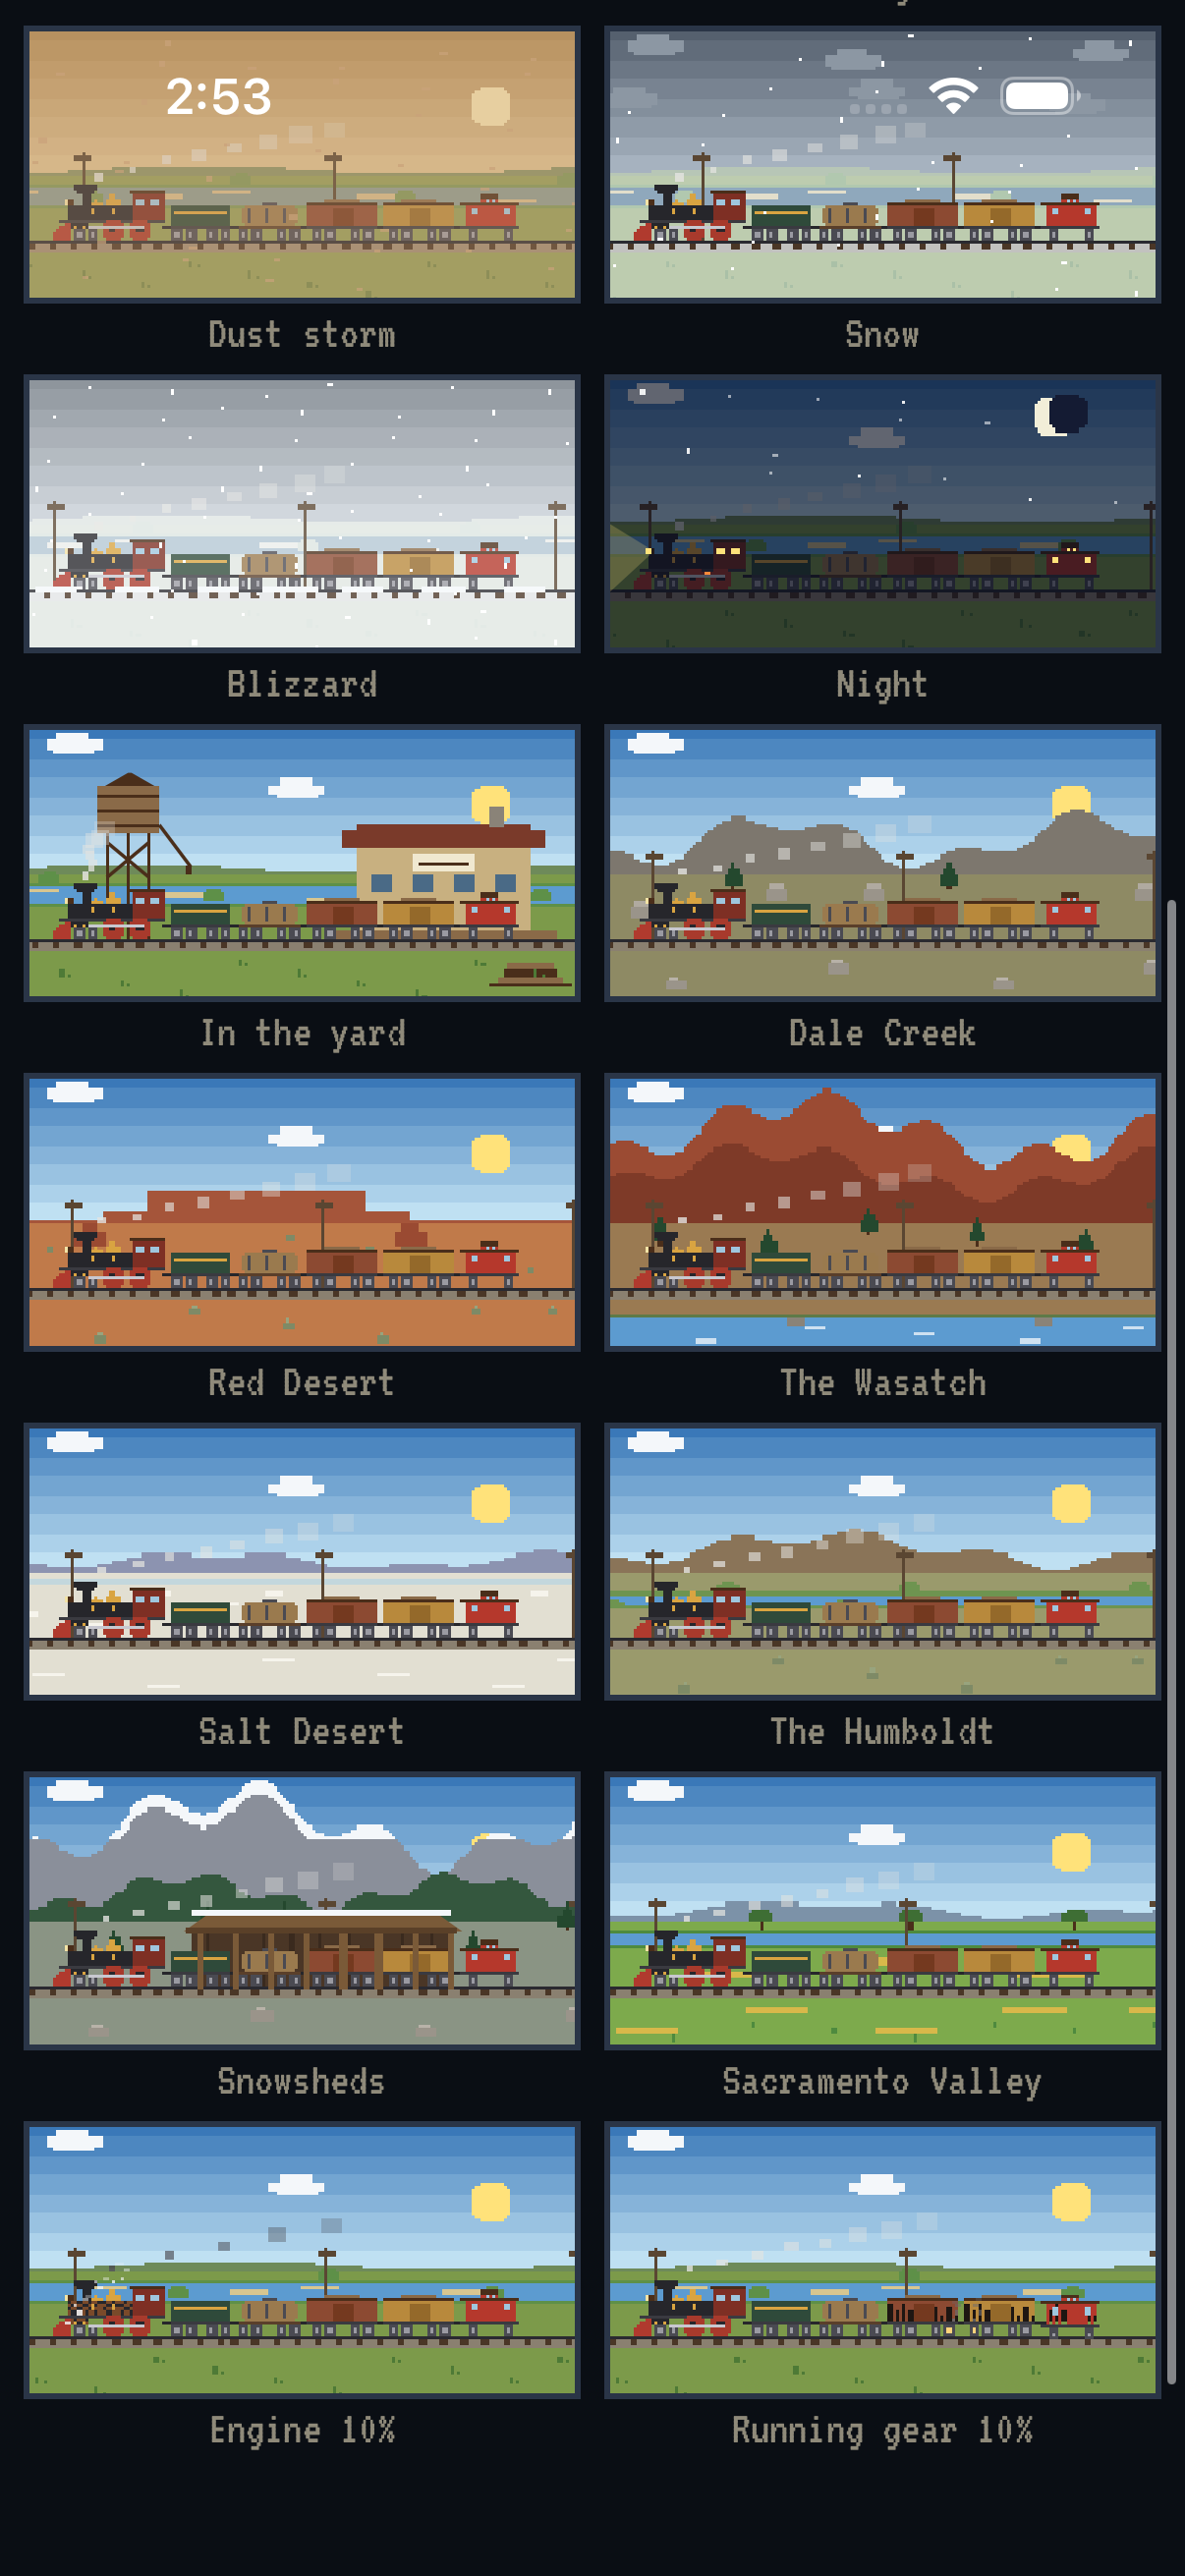 2:53
Dust storm
Snow
Blizzard
Night
In the yard
Dale Creek
Red Desert
The Wasatch
Salt Desert
The Humboldt
Snowsheds
Sacramento Valley
Engine 10%
Running gear 10%